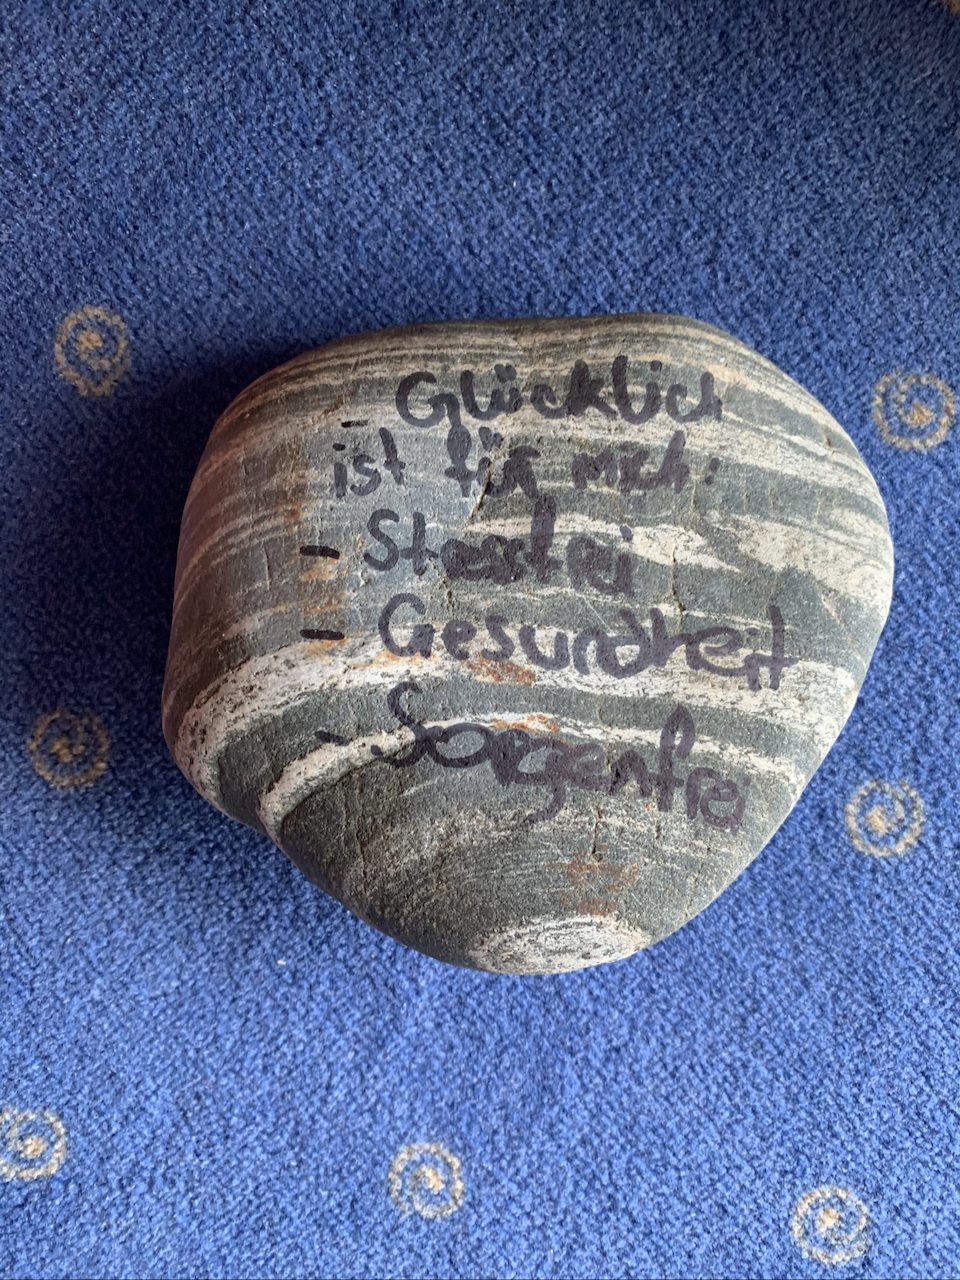 - Glücklich
ist für mich:
- Stressfrei
- Gesundheit
- Sorgenfrei